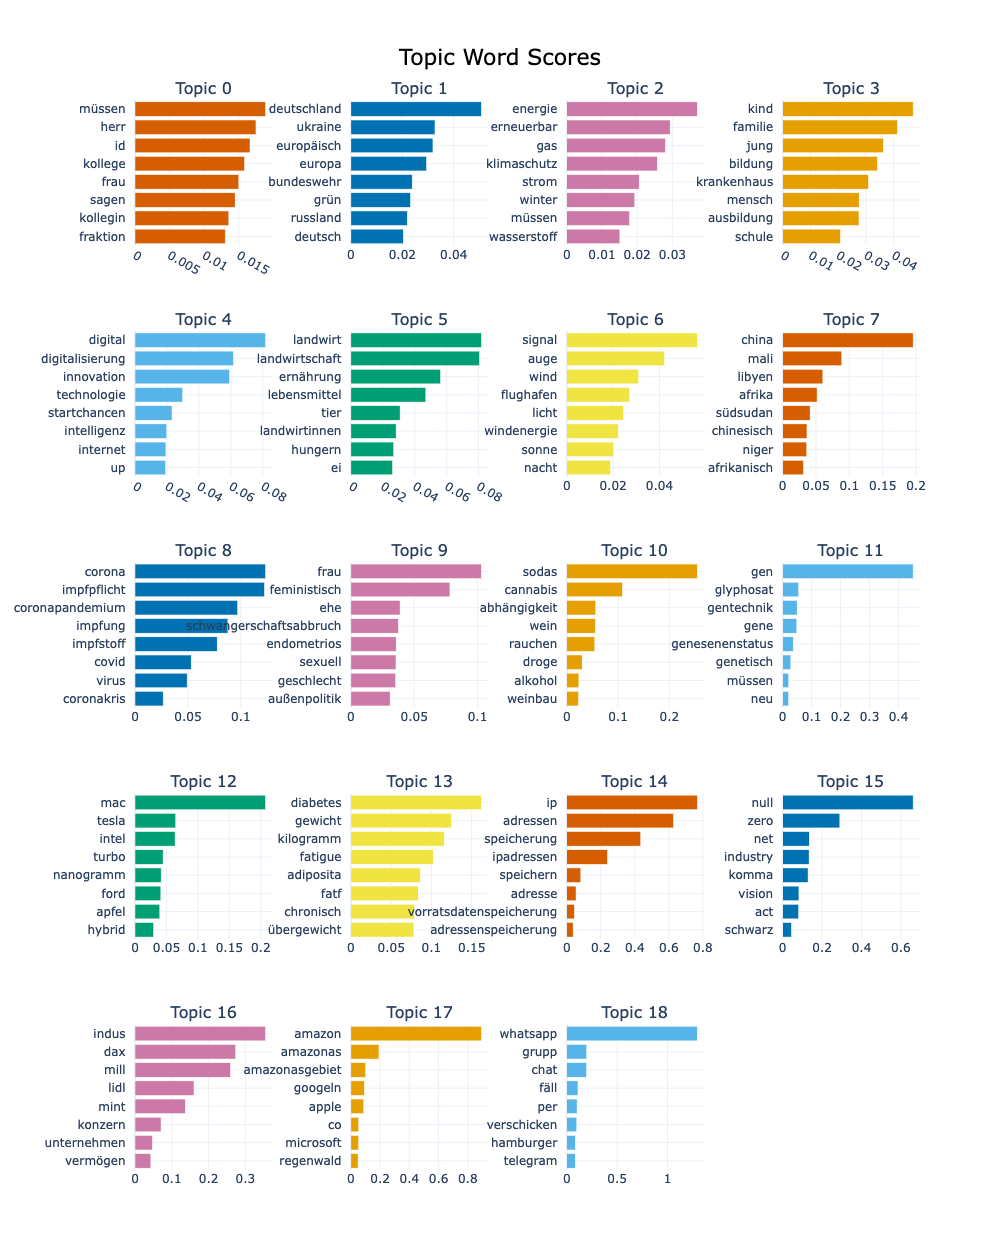 Topic Word Scores
Topic 0
müssen
herr
id
kollege
frau
sagen
kollegin
fraktion
0 0.005 0.01 0.015
Topic 1
deutschland
ukraine
europäisch
europa
bundeswehr
grün
russland
deutsch
0 0.02 0.04
Topic 2
energie
erneuerbar
gas
klimaschutz
strom
winter
müssen
wasserstoff
0 0.01 0.02 0.03
Topic 3
kind
familie
jung
bildung
krankenhaus
mensch
ausbildung
schule
0 0.01 0.02 0.03 0.04
Topic 4
digital
digitalisierung
innovation
technologie
startchancen
intelligenz
internet
up
0 0.02 0.04 0.06 0.08
Topic 5
landwirt
landwirtschaft
ernährung
lebensmittel
tier
landwirtinnen
hungern
ei
0 0.02 0.04 0.06 0.08
Topic 6
signal
auge
wind
flughafen
licht
windenergie
sonne
nacht
0 0.02 0.04
Topic 7
china
mali
libyen
afrika
südsudan
chinesisch
niger
afrikanisch
0 0.05 0.1 0.15 0.2
Topic 8
corona
impfpflicht
coronapandemium
impfung
impfstoff
covid
virus
coronakris
0 0.05 0.1
Topic 9
frau
feministisch
ehe
schwangerschaftsabbruch
endometrios
sexuell
geschlecht
außenpolitik
0 0.05 0.1
Topic 10
sodas
cannabis
abhängigkeit
wein
rauchen
droge
alkohol
weinbau
0 0.1 0.2
Topic 11
gen
glyphosat
gentechnik
gene
genesenenstatus
genetisch
müssen
neu
0 0.1 0.2 0.3 0.4
Topic 12
mac
tesla
intel
turbo
nanogramm
ford
apfel
hybrid
0 0.05 0.1 0.15 0.2
Topic 13
diabetes
gewicht
kilogramm
fatigue
adiposita
fatf
chronisch
übergewicht
0 0.05 0.1 0.15
Topic 14
ip
adressen
speicherung
ipadressen
speichern
adresse
vorratsdatenspeicherung
adressenspeicherung
0 0.2 0.4 0.6 0.8
Topic 15
null
zero
net
industry
komma
vision
act
schwarz
0 0.2 0.4 0.6
Topic 16
indus
dax
mill
lidl
mint
konzern
unternehmen
vermögen
0 0.1 0.2 0.3
Topic 17
amazon
amazonas
amazonasgebiet
googeln
apple
co
microsoft
regenwald
0 0.2 0.4 0.6 0.8
Topic 18
whatsapp
grupp
chat
fäll
per
verschicken
hamburger
telegram
0 0.5 1